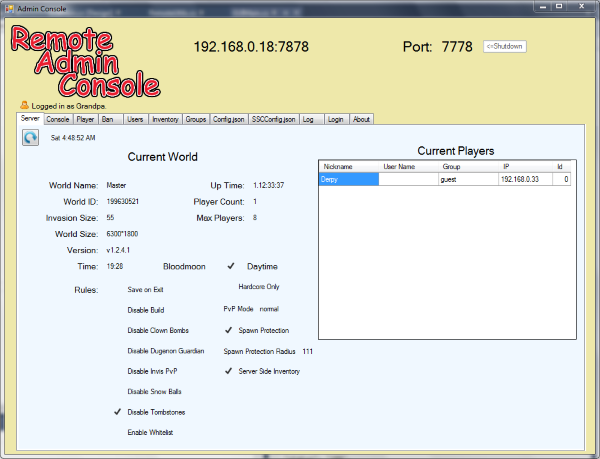 Admin Console
Remote
Admin
Console
192.168.0.18:7878
Port: 7778
<=Shutdown
Logged in as Grandpa.
Server Console Player Ban Users Inventory Groups Config.json SSCConfig.json Log Login About
Sat 4:48:52 AM
Current World
World Name: Master Up Time: 1.12:33:37
World ID: 199630521 Player Count: 1
Invasion Size: 55 Max Players: 8
World Size: 6300*1800
Version: v1.2.4.1
Time: 19:28 Bloodmoon ✓ Daytime
Rules: Save on Exit Hardcore Only
Disable Build PvP Mode normal
Disable Clown Bombs ✓ Spawn Protection
Disable Dugenon Guardian Spawn Protection Radius 111
Disable Invis PvP ✓ Server Side Inventory
Disable Snow Balls
✓ Disable Tombstones
Enable Whitelist
Current Players
Nickname User Name Group IP Id
Derpy guest 192.168.0.33 0